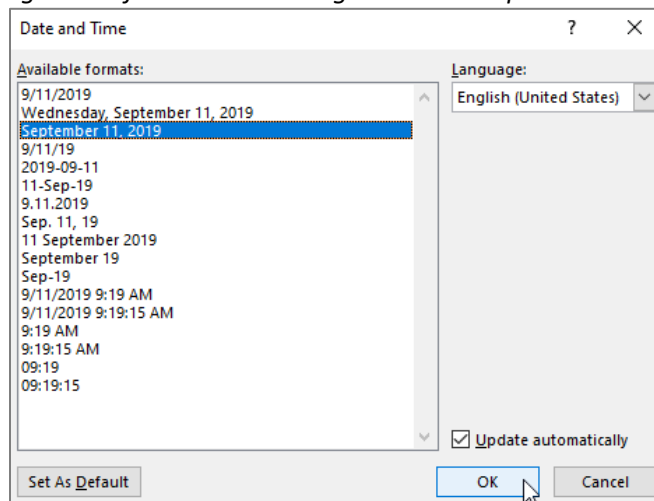 Date and Time ? X
Available formats:
Language:
9/11/2019
English (United States)
Wednesday, September 11, 2019
September 11, 2019
9/11/19
2019-09-11
11-Sep-19
9.11.2019
Sep. 11, 19
11 September 2019
September 19
Sep-19
9/11/2019 9:19 AM
9/11/2019 9:19:15 AM
9:19 AM
9:19:15 AM
09:19
09:19:15
Update automatically
Set As Default
OK
Cancel